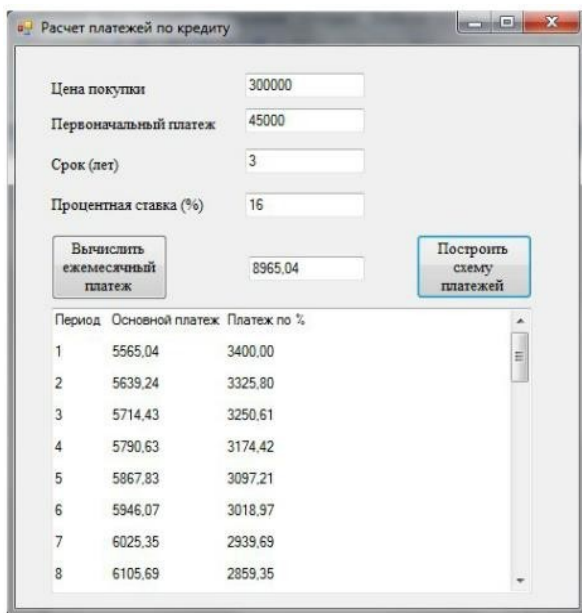 Расчет платежей по кредиту
Цена покупки 300000
Первоначальный платеж 45000
Срок (лет) 3
Процентная ставка (%) 16
Вычислить
ежемесячный
платеж
8965,04
Построить
схему
платежей
Период Основной платеж Платеж по %
1 5565,04 3400,00
2 5639,24 3325,80
3 5714,43 3250,61
4 5790,63 3174,42
5 5867,83 3097,21
6 5946,07 3018,97
7 6025,35 2939,69
8 6105,69 2859,35